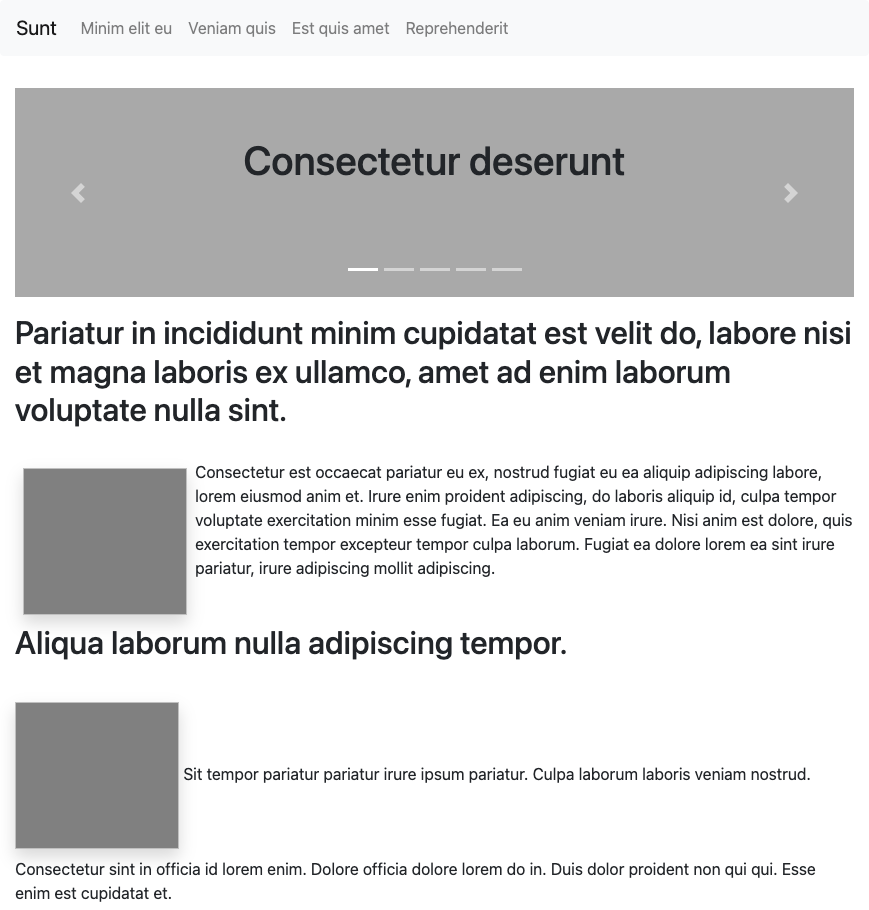 Sunt Minim elit eu Veniam quis Est quis amet Reprehenderit
Consectetur deserunt
Pariatur in incididunt minim cupidatat est velit do, labore nisi
et magna laboris ex ullamco, amet ad enim laborum
voluptate nulla sint.
Consectetur est occaecat pariatur eu ex, nostrud fugiat eu ea aliquip adipiscing labore,
lorem eiusmod anim et. Irure enim proident adipiscing, do laboris aliquip id, culpa tempor
voluptate exercitation minim esse fugiat. Ea eu anim veniam irure. Nisi anim est dolore, quis
exercitation tempor excepteur tempor culpa laborum. Fugiat ea dolore lorem ea sint irure
pariatur, irure adipiscing mollit adipiscing.
Aliqua laborum nulla adipiscing tempor.
Sit tempor pariatur pariatur irure ipsum pariatur. Culpa laborum laboris veniam nostrud.
Consectetur sint in officia id lorem enim. Dolore officia dolore lorem do in. Duis dolor proident non qui qui. Esse
enim est cupidatat et.